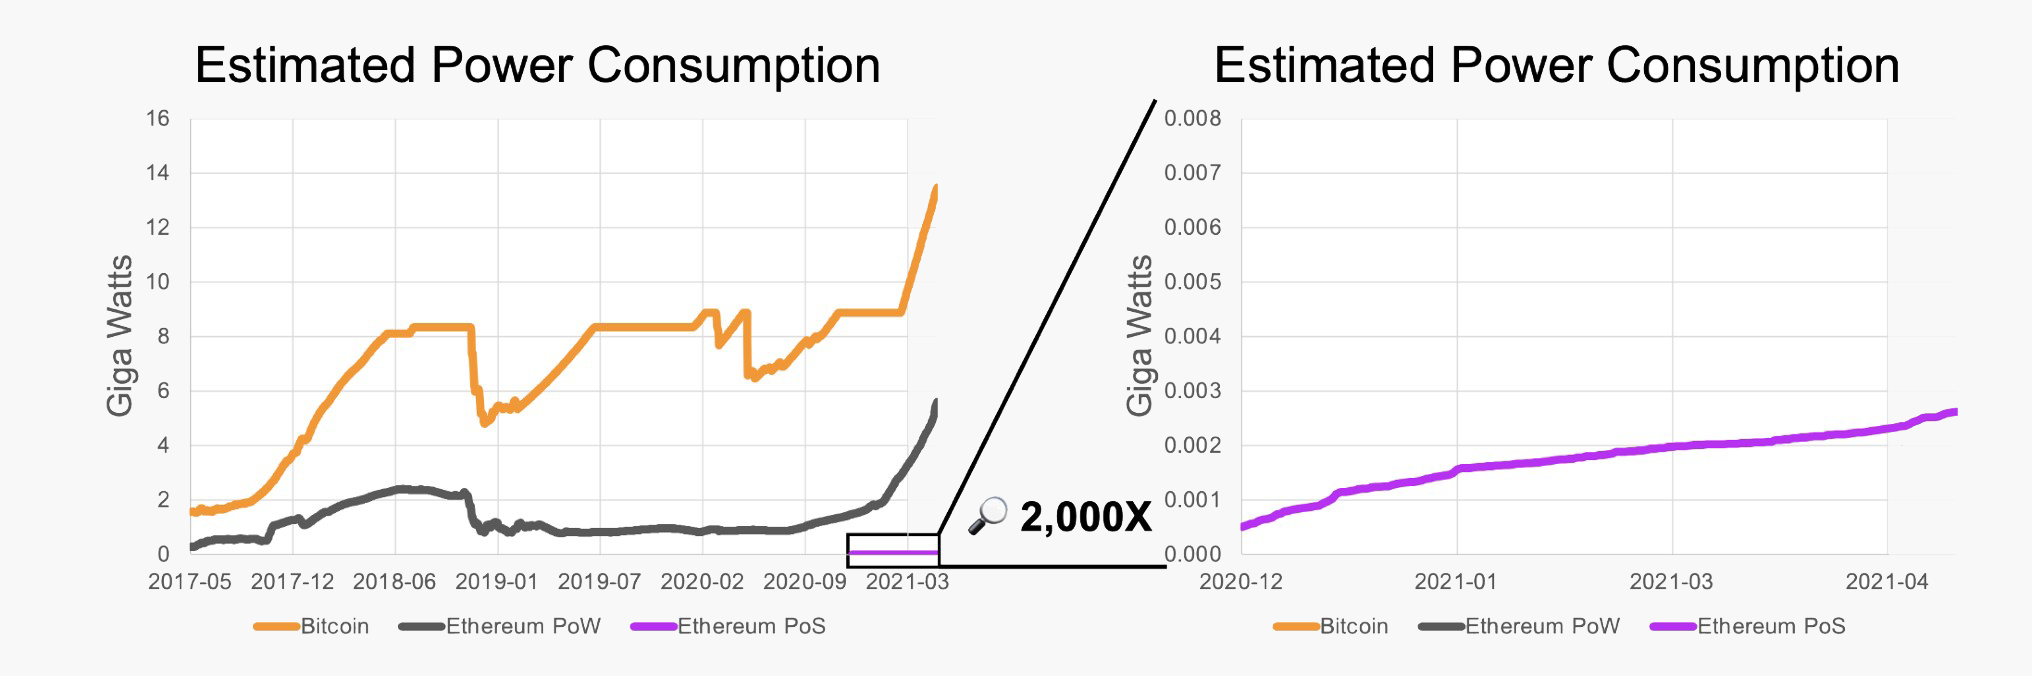 Estimated Power Consumption
16
14
12
10
8
6
4
2
0
Giga Watts
2017-05 2017-12 2018-06 2019-01 2019-07 2020-02 2020-09 2021-03
Bitcoin Ethereum PoW Ethereum PoS
2,000X
Estimated Power Consumption
0.008
0.007
0.006
0.005
0.004
0.003
0.002
0.001
0.000
Giga Watts
2020-12 2021-01 2021-03 2021-04
Bitcoin Ethereum PoW Ethereum PoS